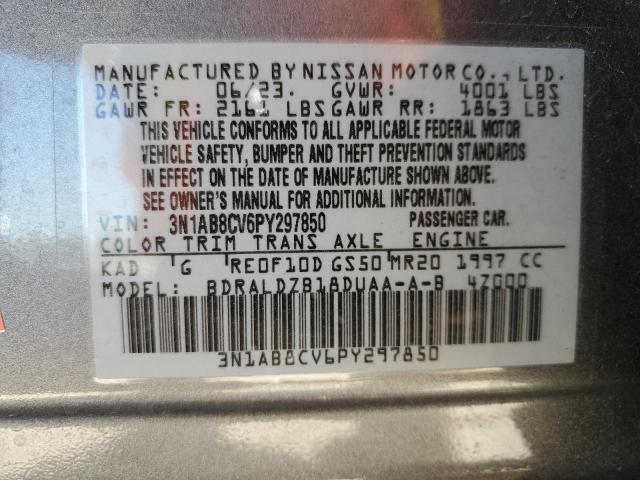 MANUFACTURED BY NISSAN MOTOR CO., LTD.
DATE: 06/23. GVWR: 4001 LBS
GAWR FR: 2161 LBS GAWR RR: 1863 LBS
THIS VEHICLE CONFORMS TO ALL APPLICABLE FEDERAL MOTOR
VEHICLE SAFETY, BUMPER AND THEFT PREVENTION STANDARDS
IN EFFECT ON THE DATE OF MANUFACTURE SHOWN ABOVE.
SEE OWNER'S MANUAL FOR ADDITIONAL INFORMATION.
VIN: 3N1AB8CV6PY297850 PASSENGER CAR.
COLOR TRIM TRANS AXLE ENGINE
KAD G RE0F10D GS50 MR20 1997 CC
MODEL: BDRALDZB18DUAA-A-B 47000
3N1AB8CV6PY297850